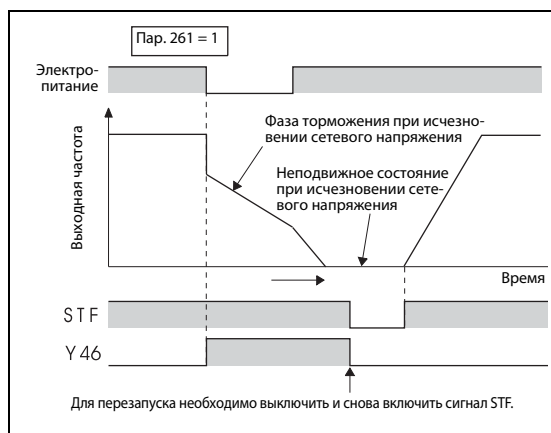 Пар. 261 = 1
Электро-
питание
Фаза торможения при исчезно-
вении сетевого напряжения
Неподвижное состояние
при исчезновении сете-
вого напряжения
Выходная частота
Время
STF
Y46
Для перезапуска необходимо выключить и снова включить сигнал STF.